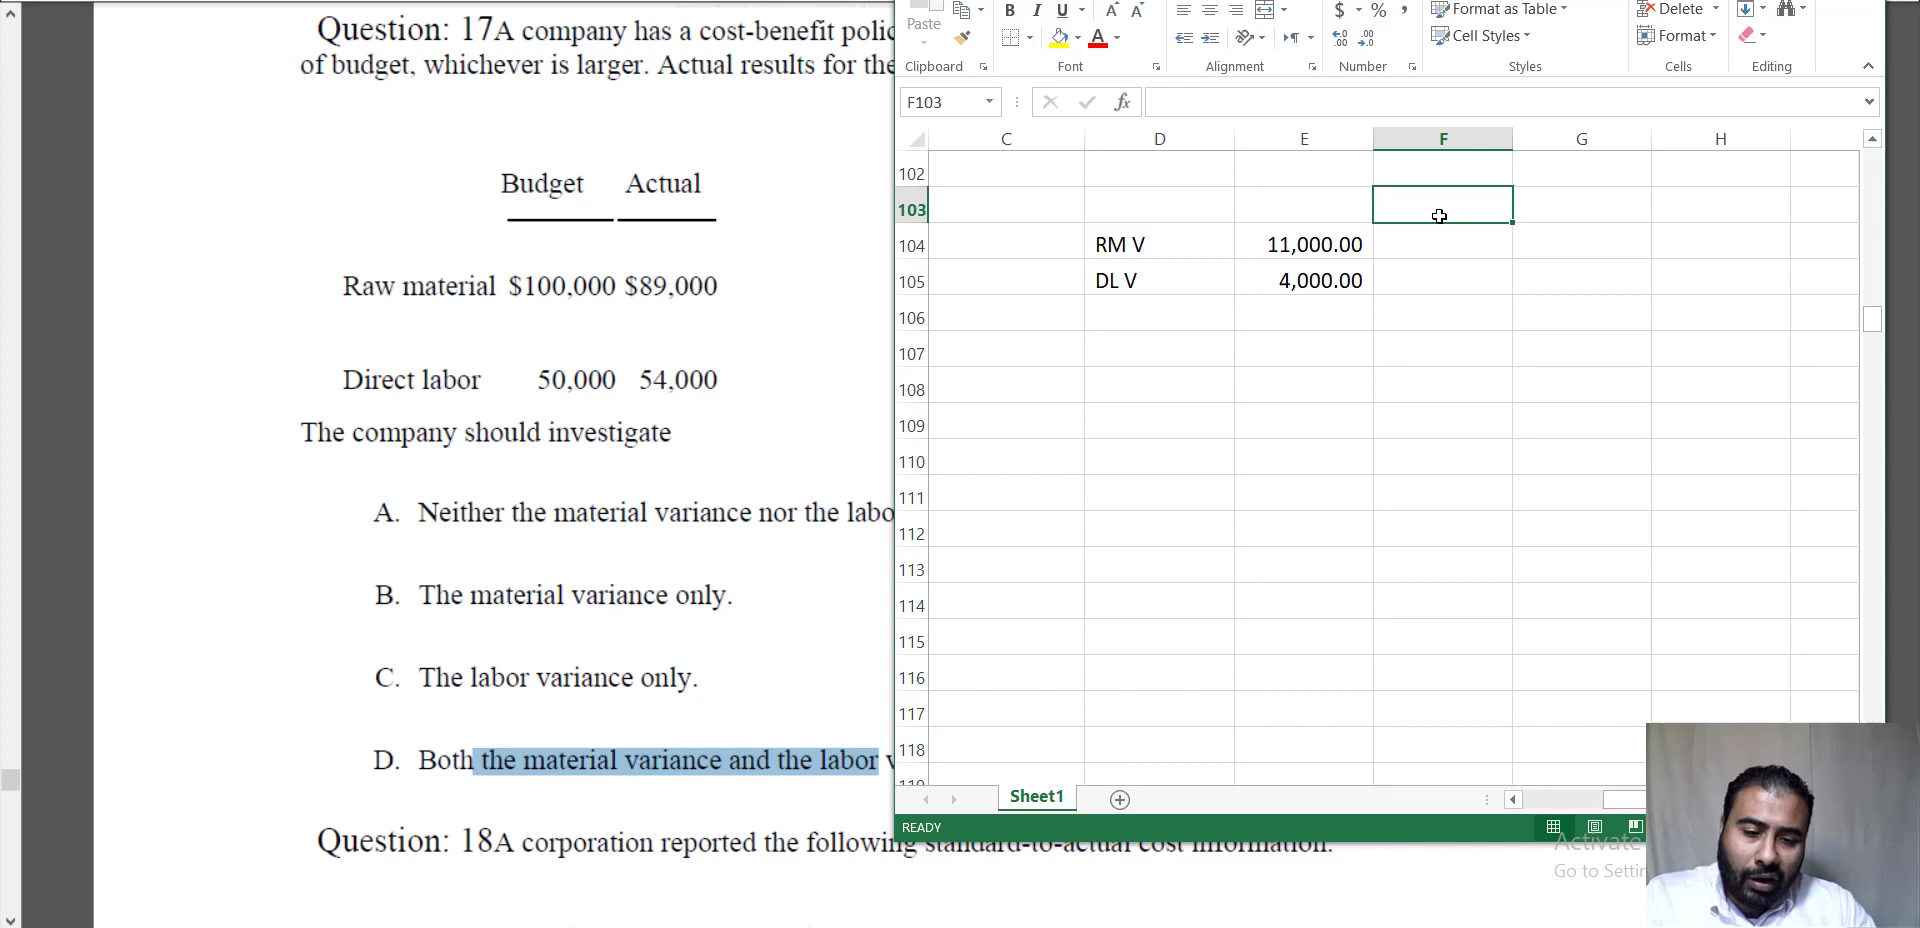 Question: 17A company has a cost-benefit polic
of budget, whichever is larger. Actual results for the
Budget Actual
Raw material $100,000 $89,000
Direct labor 50,000 54,000
The company should investigate
A. Neither the material variance nor the labo
B. The material variance only.
C. The labor variance only.
D. Both the material variance and the labor v
Question: 18A corporation reported the following standard-to-actual cost information.
Paste
B I U A A
$ % ,
Format as Table
Cell Styles
Delete
Format
Clipboard Font Alignment Number Styles Cells Editing
F103 fx
C D E F G H
102
103
104 RM V 11,000.00
105 DL V 4,000.00
106
107
108
109
110
111
112
113
114
115
116
117
118
119
Sheet1
READY
Activate
Go to Settin